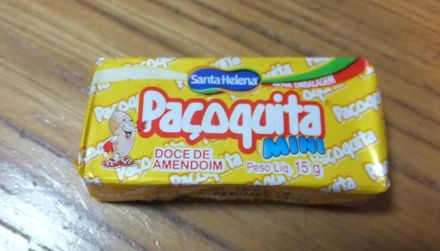 Santa Helena
NOVA EMBALAGEM
Paçoquita
MINI
DOCE DE
AMENDOIM
Peso Líq. 15 g